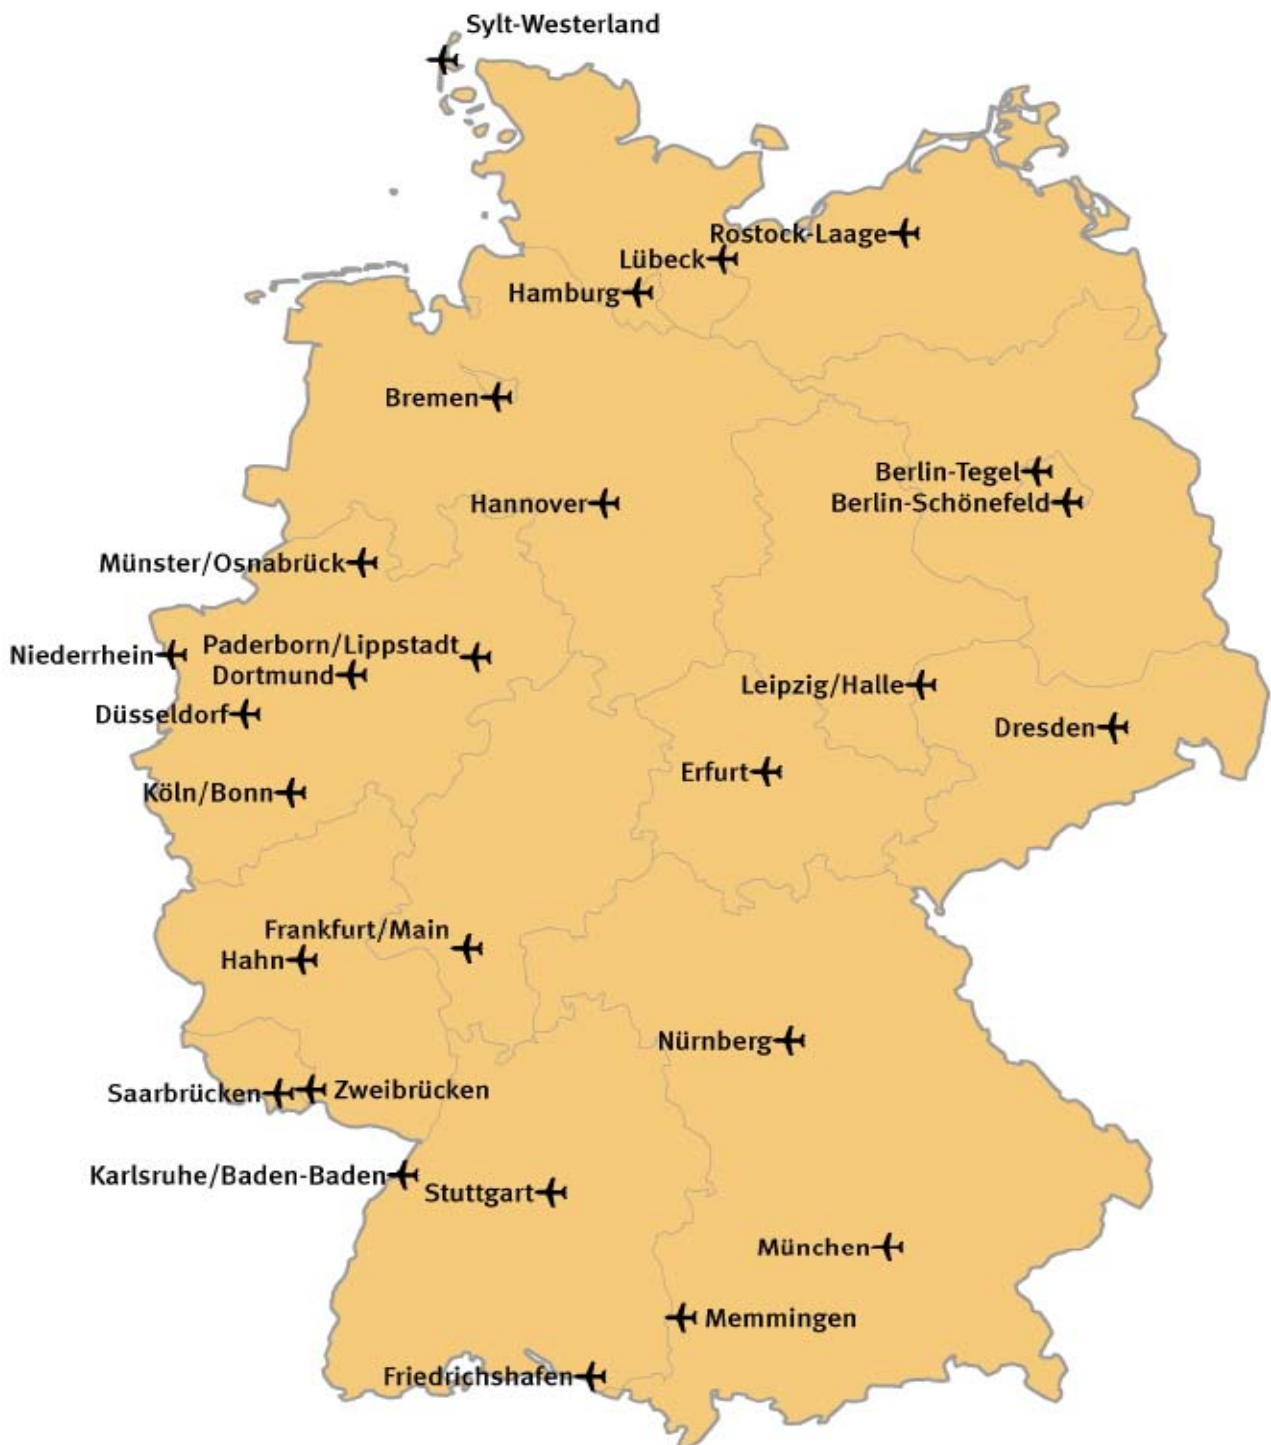 Sylt-Westerland
Rostock-Laage
Lübeck
Hamburg
Bremen
Berlin-Tegel
Berlin-Schönefeld
Hannover
Münster/Osnabrück
Paderborn/Lippstadt
Niederrhein
Dortmund
Leipzig/Halle
Düsseldorf
Dresden
Erfurt
Köln/Bonn
Frankfurt/Main
Hahn
Nürnberg
Saarbrücken
Zweibrücken
Karlsruhe/Baden-Baden
Stuttgart
München
Memmingen
Friedrichshafen